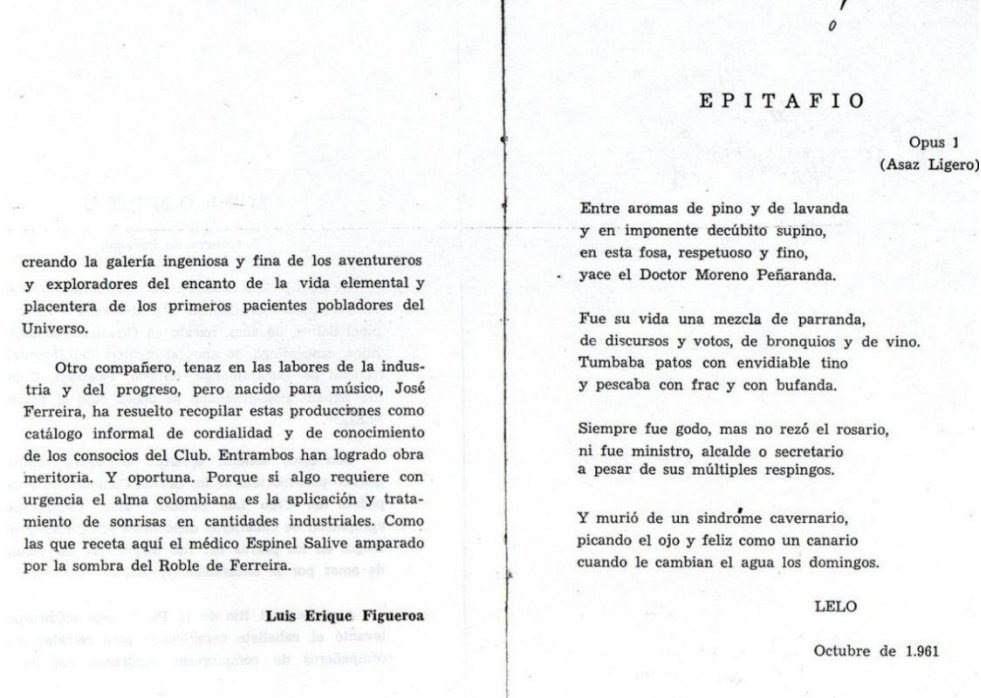 creando la galería ingeniosa y fina de los aventureros
y exploradores del encanto de la vida elemental y
placentera de los primeros pacientes pobladores del
Universo.
Otro compañero, tenaz en las labores de la indus-
tria y del progreso, pero nacido para músico, José
Ferreira, ha resuelto recopilar estas producciones como
catálogo informal de cordialidad y de conocimiento
de los consocios del Club. Entrambos han logrado obra
meritoria. Y oportuna. Porque si algo requiere con
urgencia el alma colombiana es la aplicación y trata-
miento de sonrisas en cantidades industriales. Como
las que receta aquí el médico Espinel Salive amparado
por la sombra del Roble de Ferreira.
Luis Erique Figueroa
EPITAFIO
Opus 1
(Asaz Ligero)
Entre aromas de pino y de lavanda
y en imponente decúbito supino,
en esta fosa, respetuoso y fino,
yace el Doctor Moreno Peñaranda.
Fue su vida una mezcla de parranda,
de discursos y votos, de bronquios y de vino.
Tumbaba patos con envidiable tino
y pescaba con frac y con bufanda.
Siempre fue godo, mas no rezó el rosario,
ni fue ministro, alcalde o secretario
a pesar de sus múltiples respingos.
Y murió de un sindrome cavernario,
picando el ojo y feliz como un canario
cuando le cambian el agua los domingos.
LELO
Octubre de 1.961